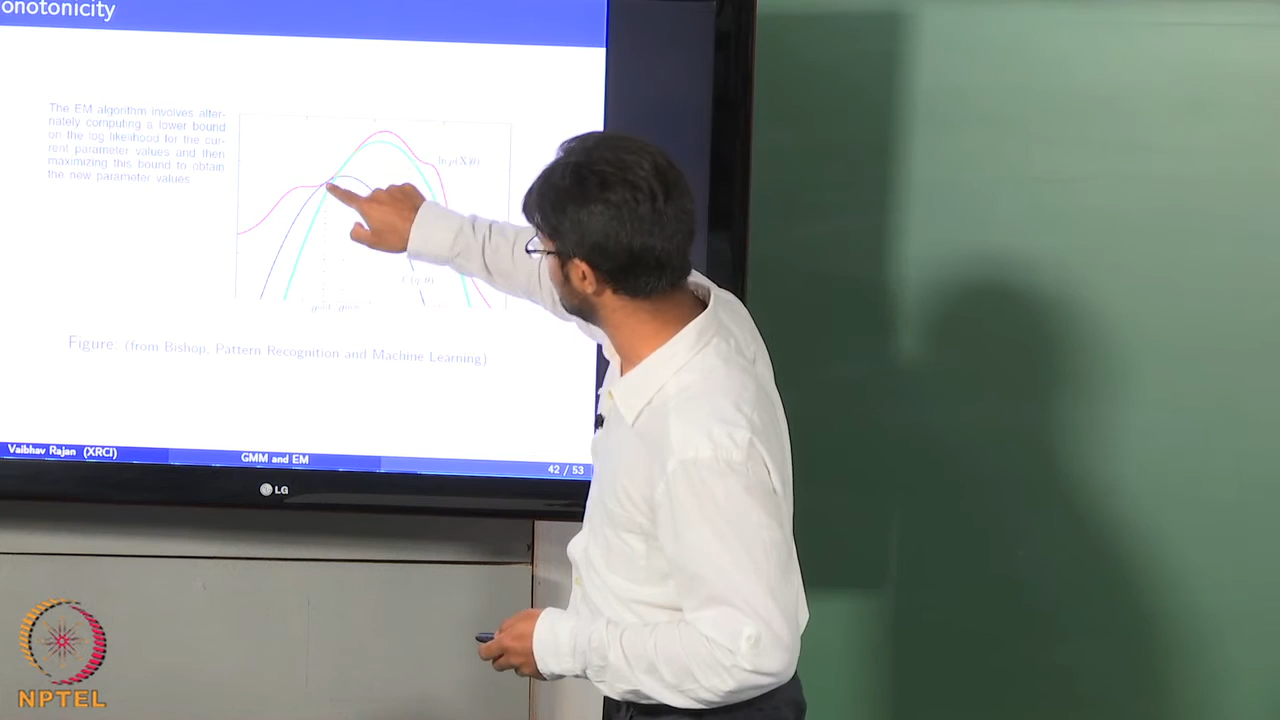 onotonicity
The EM algorithm involves alter-
nately computing a lower bound
on the log likelihood for the cur-
rent parameter values and then
maximizing this bound to obtain
the new parameter values.
ln p(X|θ)
L(q,θ)
θold θnew
Figure: (from Bishop, Pattern Recognition and Machine Learning)
Vaibhav Rajan (XRCI)
GMM and EM
42 / 53
LG
NPTEL